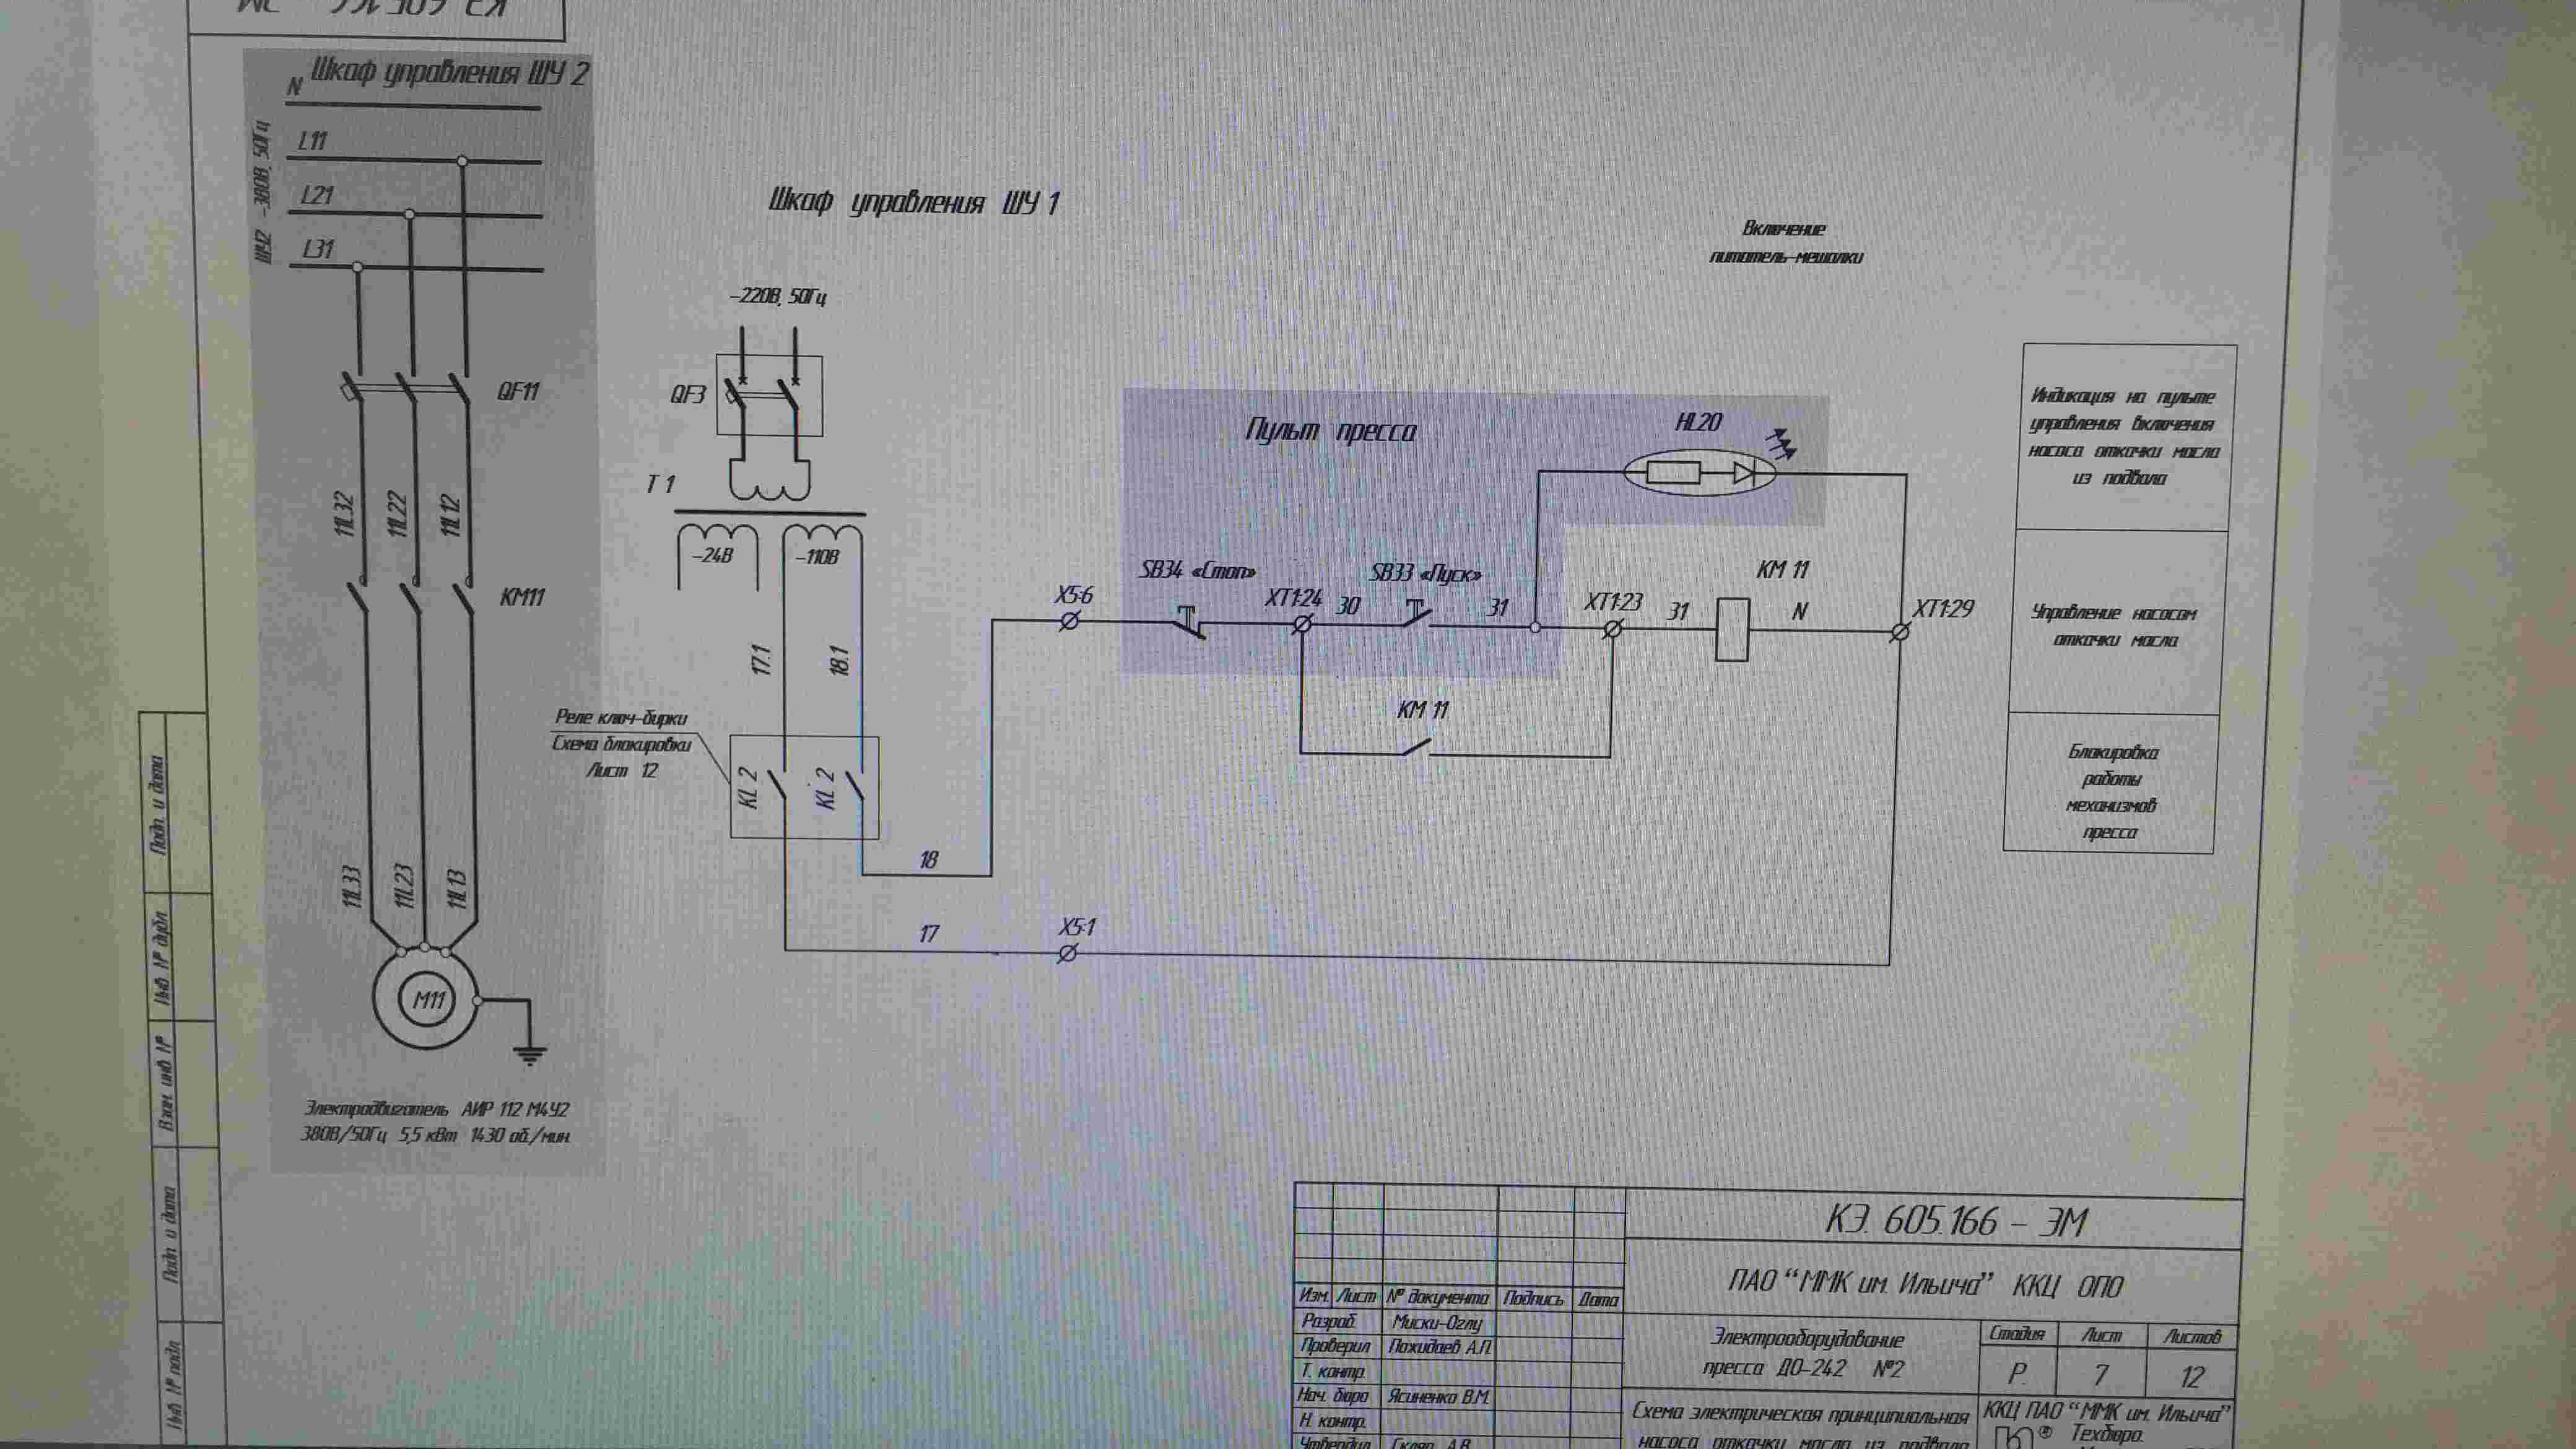 КЭ. 605.166 – ЭМ
Шкаф управления ШУ 2
N
L11
L21
L31
ШУ2 ~380В, 50Гц
QF11
11L32
11L22
11L12
KM11
11L33
11L23
11L13
M11
Электродвигатель АИР 112 М4У2
380В/50Гц 5,5 кВт 1430 об./мин.
Шкаф управления ШУ 1
~220В, 50Гц
QF3
T 1
~24В
~110В
17.1
18.1
Реле ключ-бирки
Схема блокировки
Лист 12
KL 2
KL 2
18
17
X5:6
X5:1
Включение
питатель-мешалки
Пульт пресса
HL20
SB34 «Стоп»
XT1:24
30
SB33 «Пуск»
31
XT1:23
31
KM 11
N
XT1:29
KM 11
Индикация на пульте
управления включения
насоса откачки масла
из подвала
Управление насосом
откачки масла
Блокировка
работы
механизмов
пресса
Подп. и дата
Инв. № дубл.
Взам. инв. №
Подп. и дата
Инв. № подл.
КЭ. 605.166 – ЭМ
ПАО “ММК им. Ильича” ККЦ ОПО
Изм. Лист № документа Подпись Дата
Разраб. Миски-Оглу
Проверил Пожидаев А.П.
Т. контр.
Нач. бюро Ясиненко В.М.
Н. контр.
Утвердил Скляр А.В.
Электрооборудование
пресса ДО-242 №2
Стадия Лист Листов
Р. 7 12
Схема электрическая принципиальная
насоса откачки масла из подвала
ККЦ ПАО “ММК им. Ильича”
Техбюро.